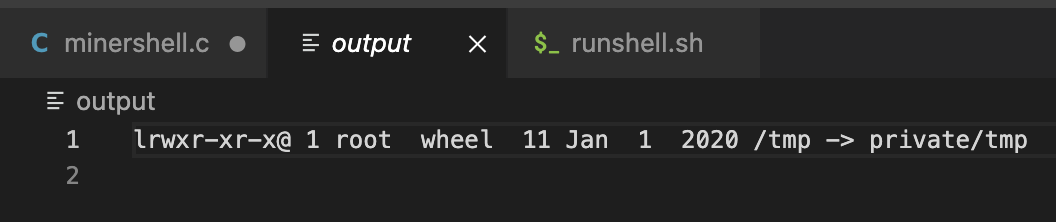 minershell.c
output
$_ runshell.sh
output
1 lrwxr-xr-x@ 1 root  wheel  11 Jan  1  2020 /tmp -> private/tmp
2